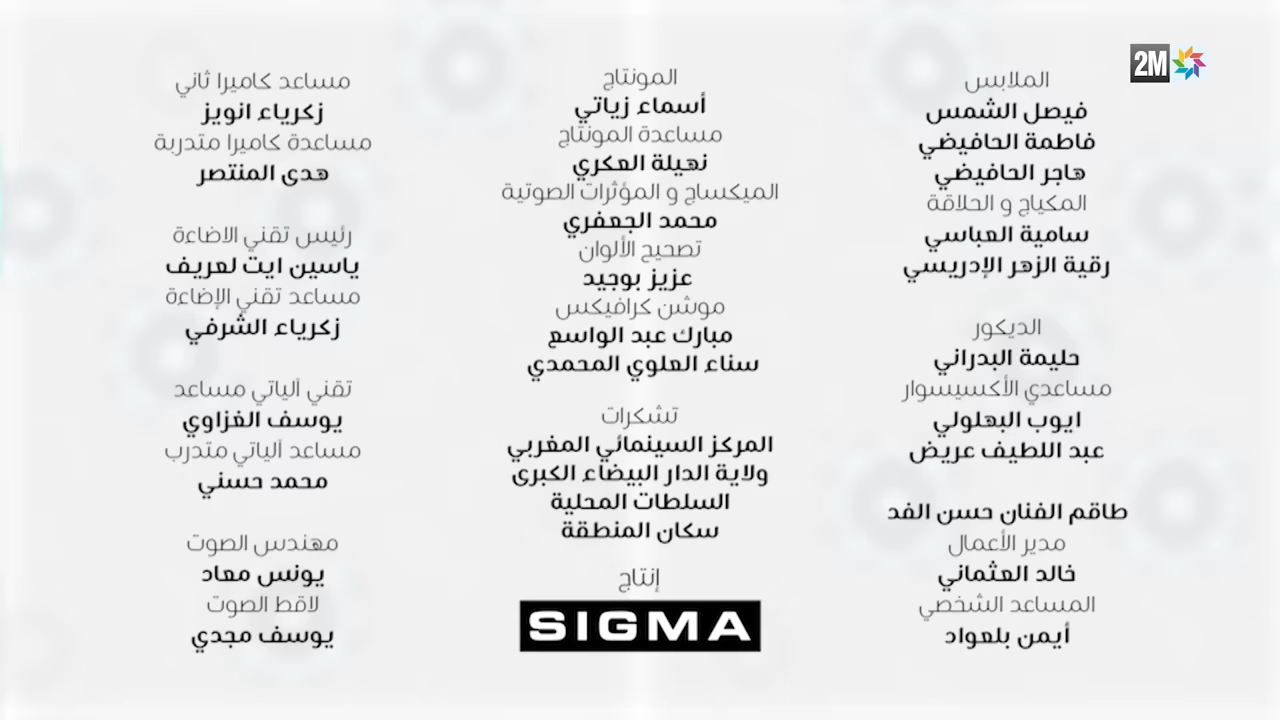 2M
الملابس
فيصل الشمس
فاطمة الحافيضي
هاجر الحافيضي
المكياج و الحلاقة
سامية العباسي
رقية الزهر الإدريسي
الديكور
حليمة البدراني
مساعدي الأكسيسوار
ايوب البهلولي
عبد اللطيف عريض
طاقم الفنان حسن الفد
مدير الأعمال
خالد العثماني
المساعد الشخصي
أيمن بلعواد
المونتاج
أسماء زياتي
مساعدة المونتاج
نهيلة العكري
الميكساج و المؤثرات الصوتية
محمد الجعفري
تصحيح الألوان
عزيز بوجيد
موشن كرافيكس
مبارك عبد الواسع
سناء العلوي المحمدي
تشكرات
المركز السينمائي المغربي
ولاية الدار البيضاء الكبرى
السلطات المحلية
سكان المنطقة
إنتاج
SIGMA
مساعد كاميرا ثاني
زكرياء انويز
مساعدة كاميرا متدربة
هدى المنتصر
رئيس تقني الاضاءة
ياسين ايت لعريف
مساعد تقني الإضاءة
زكرياء الشرفي
تقني آلياتي مساعد
يوسف الغزاوي
مساعد آلياتي متدرب
محمد حسني
مهندس الصوت
يونس معاد
لاقط الصوت
يوسف مجدي